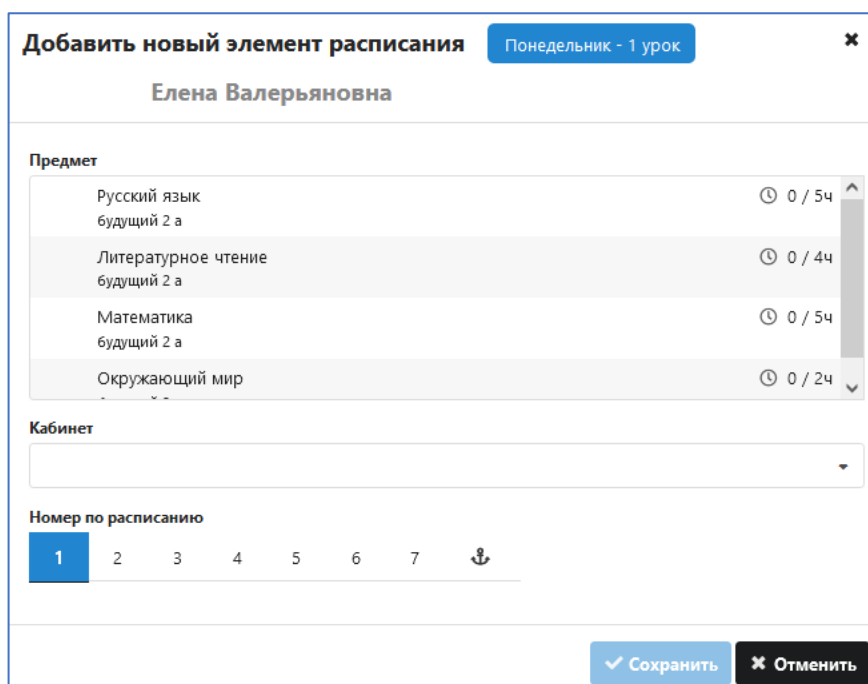 Добавить новый элемент расписания Понедельник - 1 урок
Елена Валерьяновна
Предмет
Русский язык 0 / 5ч
будущий 2 а
Литературное чтение 0 / 4ч
будущий 2 а
Математика 0 / 5ч
будущий 2 а
Окружающий мир 0 / 2ч
Кабинет
Номер по расписанию
1 2 3 4 5 6 7
Сохранить Отменить